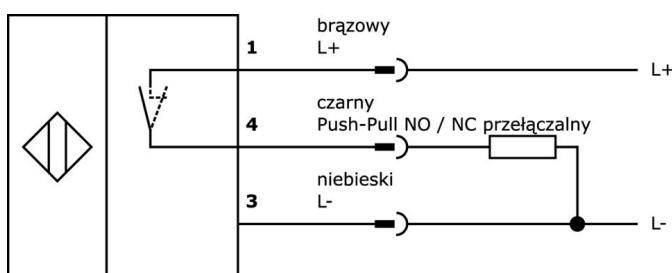 brązowy
1 L+ L+
czarny
4 Push-Pull NO / NC przełączalny
niebieski
3 L- L-